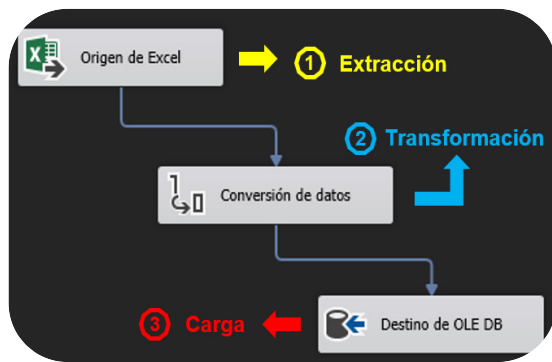 Origen de Excel
1 Extracción
2 Transformación
Conversión de datos
3 Carga
Destino de OLE DB